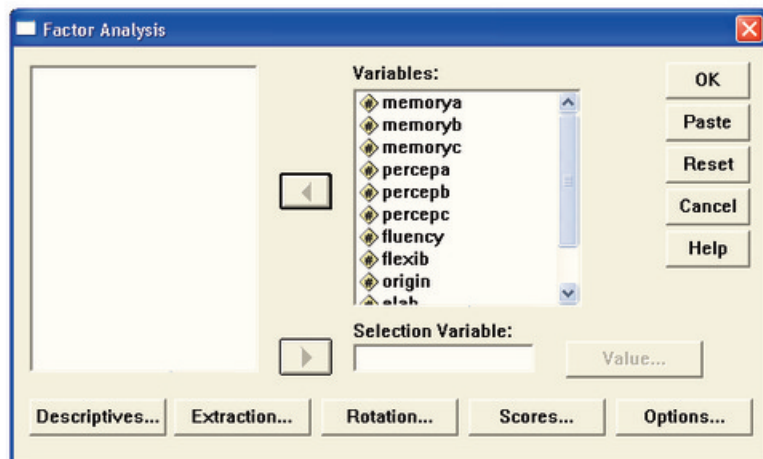 Factor Analysis
Variables:
memorya
memoryb
memoryc
percepa
percepb
percepc
fluency
flexib
origin
elab
OK
Paste
Reset
Cancel
Help
Selection Variable:
Value...
Descriptives...
Extraction...
Rotation...
Scores...
Options...